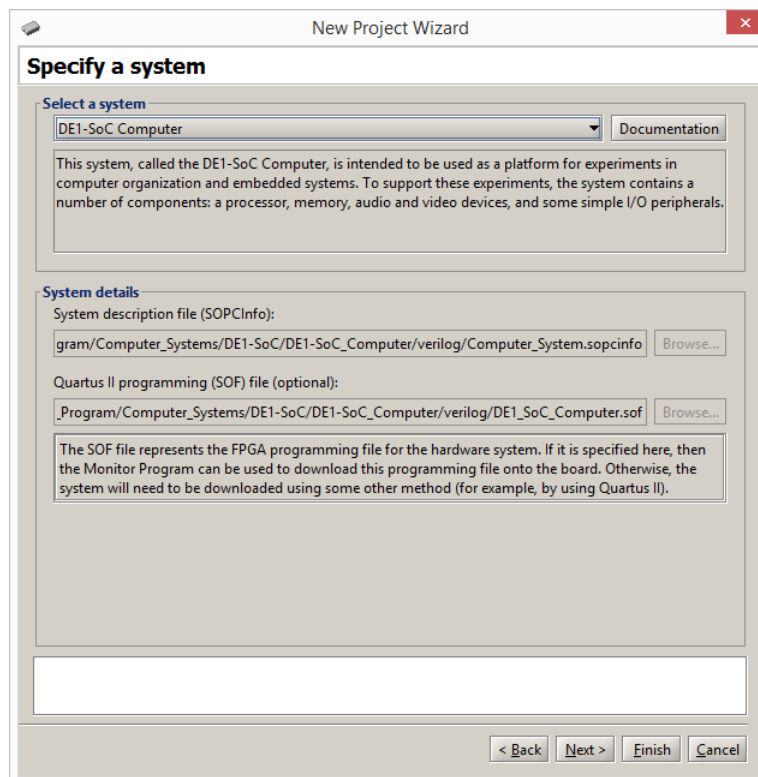 New Project Wizard
Specify a system
Select a system
DE1-SoC Computer
Documentation
This system, called the DE1-SoC Computer, is intended to be used as a platform for experiments in
computer organization and embedded systems. To support these experiments, the system contains a
number of components: a processor, memory, audio and video devices, and some simple I/O peripherals.
System details
System description file (SOPCInfo):
gram/Computer_Systems/DE1-SoC/DE1-SoC_Computer/verilog/Computer_System.sopcinfo
Browse...
Quartus II programming (SOF) file (optional):
_Program/Computer_Systems/DE1-SoC/DE1-SoC_Computer/verilog/DE1_SoC_Computer.sof
Browse...
The SOF file represents the FPGA programming file for the hardware system. If it is specified here, then
the Monitor Program can be used to download this programming file onto the board. Otherwise, the
system will need to be downloaded using some other method (for example, by using Quartus II).
< Back
Next >
Finish
Cancel